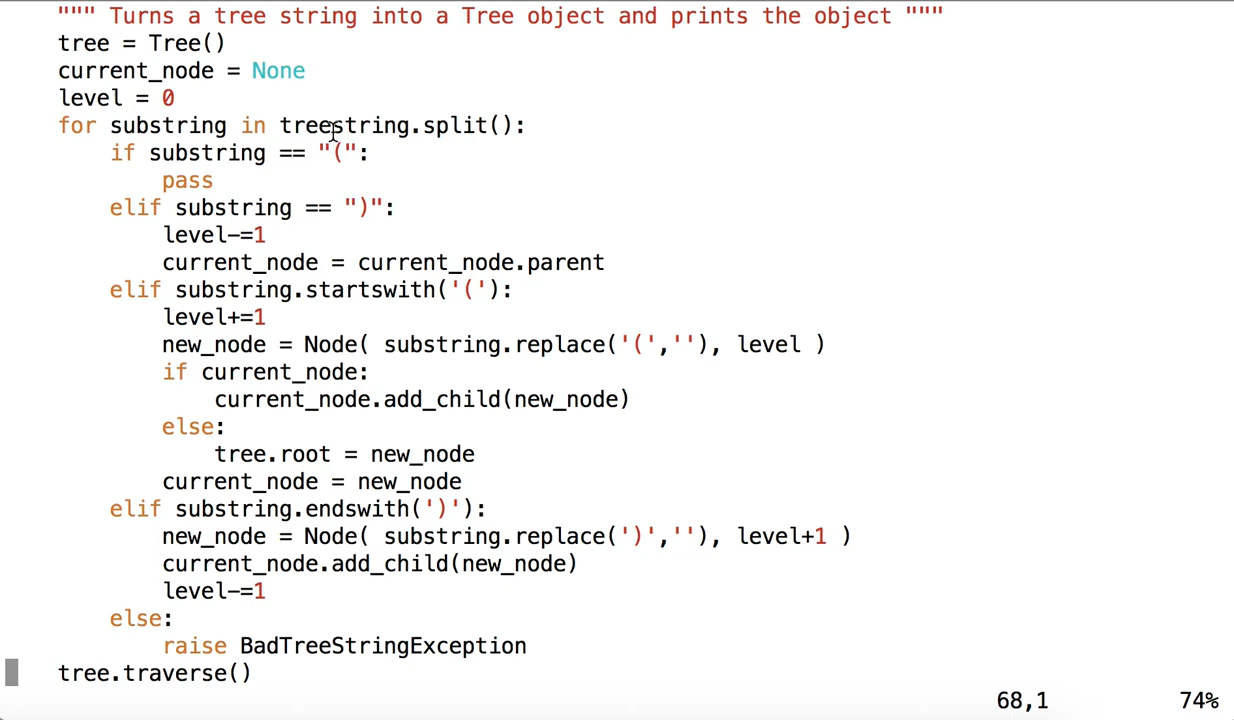 """ Turns a tree string into a Tree object and prints the object """
tree = Tree()
current_node = None
level = 0
for substring in treestring.split():
if substring == "(":
pass
elif substring == ")":
level-=1
current_node = current_node.parent
elif substring.startswith('('):
level+=1
new_node = Node( substring.replace('(',''), level )
if current_node:
current_node.add_child(new_node)
else:
tree.root = new_node
current_node = new_node
elif substring.endswith(')'):
new_node = Node( substring.replace(')',''), level+1 )
current_node.add_child(new_node)
level-=1
else:
raise BadTreeStringException
tree.traverse()
68,1 74%